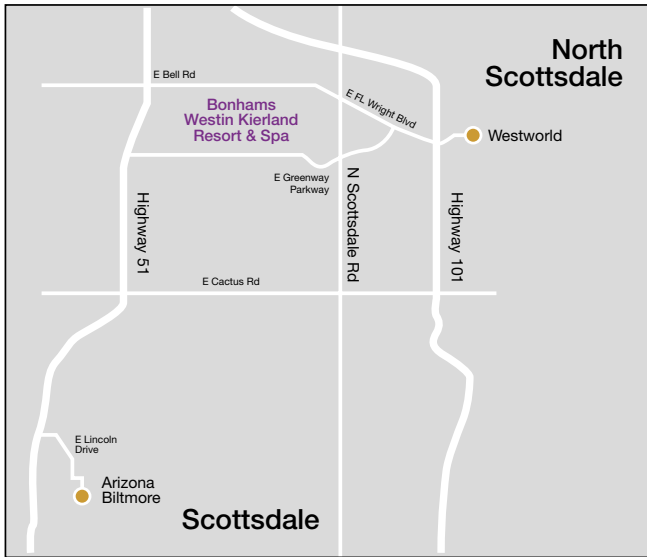 North
Scottsdale
E Bell Rd
Bonhams
Westin Kierland
Resort & Spa
E FL Wright Blvd
Westworld
E Greenway
Parkway
Highway 51
N Scottsdale Rd
Highway 101
E Cactus Rd
E Lincoln
Drive
Arizona
Biltmore
Scottsdale